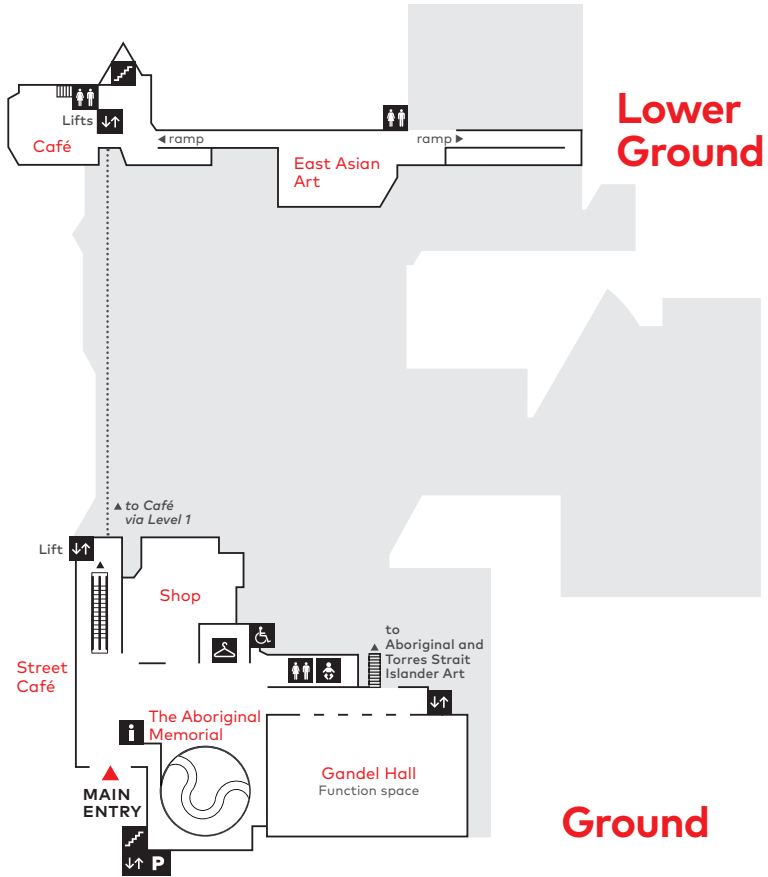 Lower
Ground
Lifts
Café
ramp
ramp
East Asian
Art
to Café
via Level 1
Lift
Shop
to
Aboriginal and
Torres Strait
Islander Art
Street
Café
i
The Aboriginal
Memorial
Gandel Hall
Function space
MAIN
ENTRY
P
Ground